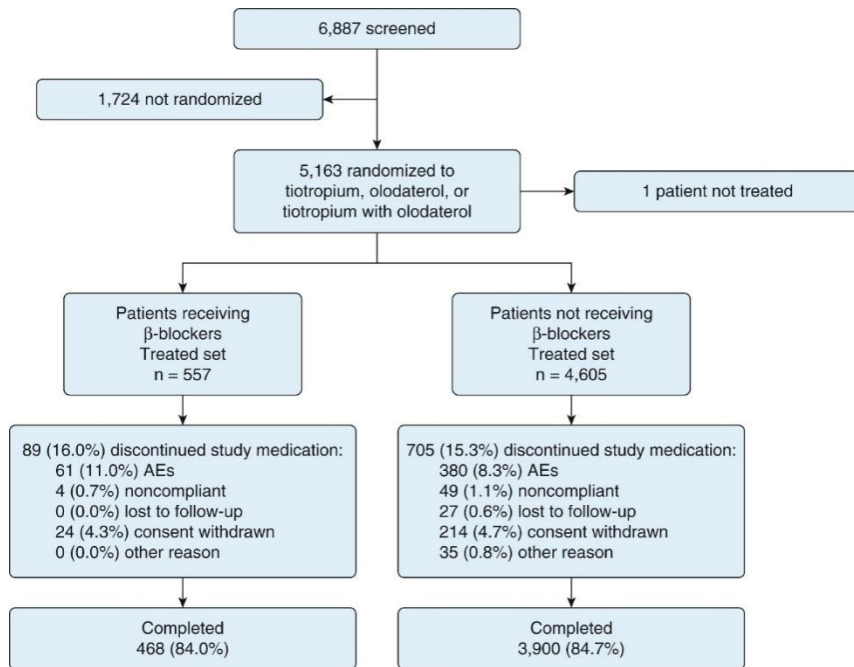 6,887 screened
1,724 not randomized
5,163 randomized to
tiotropium, olodaterol, or
tiotropium with olodaterol
1 patient not treated
Patients receiving
β-blockers
Treated set
n = 557
Patients not receiving
β-blockers
Treated set
n = 4,605
89 (16.0%) discontinued study medication:
61 (11.0%) AEs
4 (0.7%) noncompliant
0 (0.0%) lost to follow-up
24 (4.3%) consent withdrawn
0 (0.0%) other reason
705 (15.3%) discontinued study medication:
380 (8.3%) AEs
49 (1.1%) noncompliant
27 (0.6%) lost to follow-up
214 (4.7%) consent withdrawn
35 (0.8%) other reason
Completed
468 (84.0%)
Completed
3,900 (84.7%)